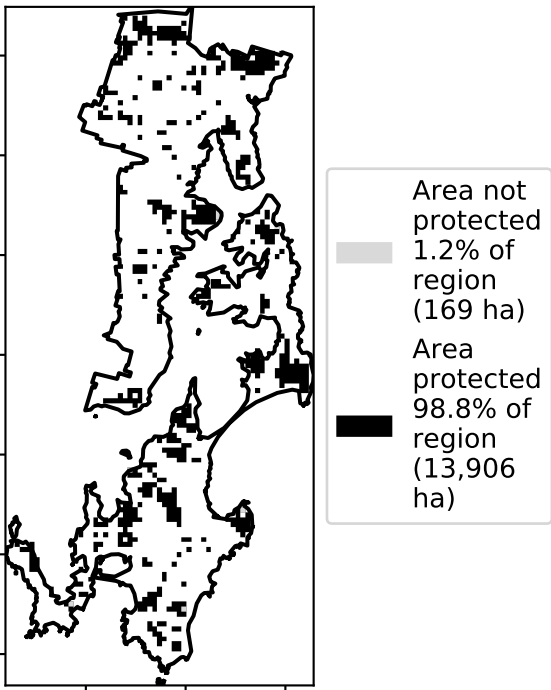 Area not
protected
1.2% of
region
(169 ha)
Area
protected
98.8% of
region
(13,906
ha)